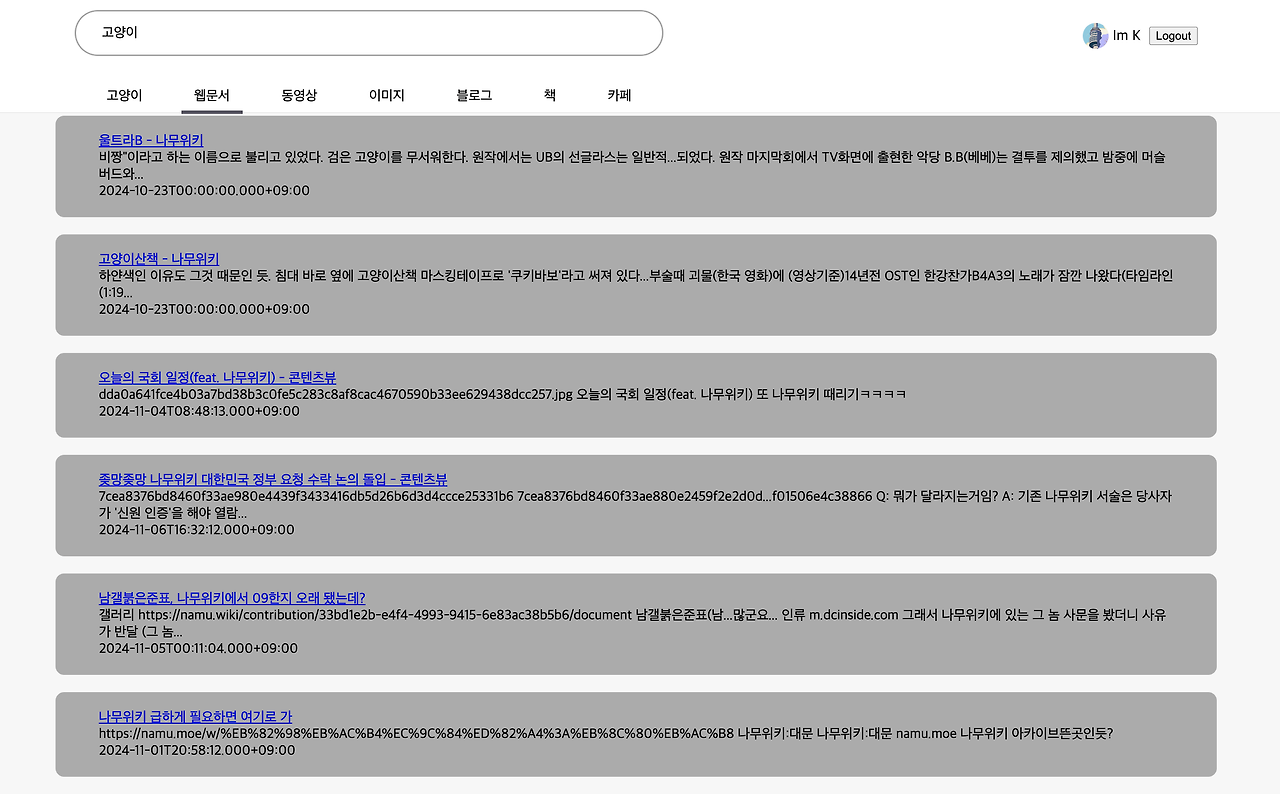 고양이
Im K Logout
고양이 웹문서 동영상 이미지 블로그 책 카페
울트라B - 나무위키
비짱"이라고 하는 이름으로 불리고 있었다. 검은 고양이를 무서워한다. 원작에서는 UB의 선글라스는 일반적...되었다. 원작 마지막회에서 TV화면에 출현한 악당 B.B(베베)는 결투를 제의했고 밤중에 머슬
버드와...
2024-10-23T00:00:00.000+09:00
고양이산책 - 나무위키
하얀색인 이유도 그것 때문인 듯. 침대 바로 옆에 고양이산책 마스킹테이프로 '쿠키바보'라고 써져 있다...부술때 괴물(한국 영화)에 (영상기준)14년전 OST인 한강찬가B4A3의 노래가 잠깐 나왔다(타임라인
(1:19...
2024-10-23T00:00:00.000+09:00
오늘의 국회 일정(feat. 나무위키) - 콘텐츠뷰
dda0a641fce4b03a7bd38b3c0fe5c283c8af8cac4670590b33ee629438dcc257.jpg 오늘의 국회 일정(feat. 나무위키) 또 나무위키 때리기ㅋㅋㅋㅋ
2024-11-04T08:48:13.000+09:00
좆망좆망 나무위키 대한민국 정부 요청 수락 논의 돌입 - 콘텐츠뷰
7cea8376bd8460f33ae980e4439f3433416db5d26b6d3d4ccce25331b6 7cea8376bd8460f33ae880e2459f2e2d0d...f01506e4c38866 Q: 뭐가 달라지는거임? A: 기존 나무위키 서술은 당사자
가 '신원 인증'을 해야 열람...
2024-11-06T16:32:12.000+09:00
남갤붉은준표, 나무위키에서 09한지 오래 됐는데?
갤러리 https://namu.wiki/contribution/33bd1e2b-e4f4-4993-9415-6e83ac38b5b6/document 남갤붉은준표(남...많군요... 인류 m.dcinside.com 그래서 나무위키에 있는 그 놈 사문을 봤더니 사유
가 반달 (그 놈...
2024-11-05T00:11:04.000+09:00
나무위키 급하게 필요하면 여기로 가
https://namu.moe/w/%EB%82%98%EB%AC%B4%EC%9C%84%ED%82%A4%3A%EB%8C%80%EB%AC%B8 나무위키:대문 나무위키:대문 namu.moe 나무위키 아카이브뜬곳인듯?
2024-11-01T20:58:12.000+09:00